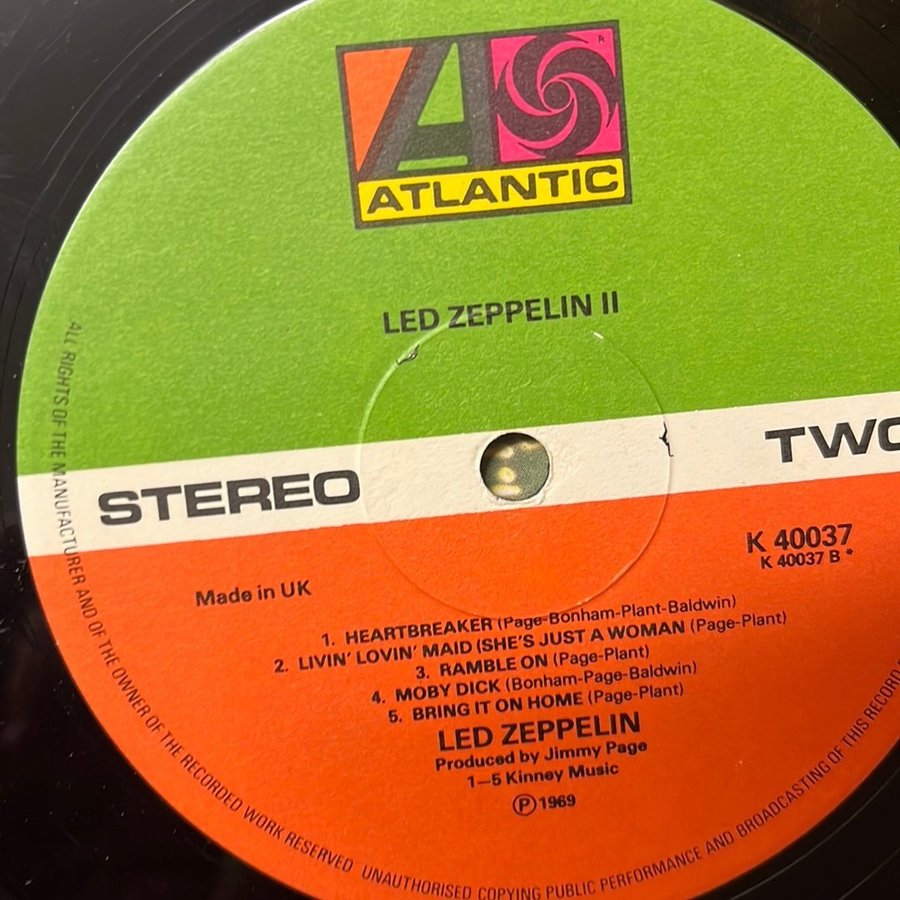 R
ATLANTIC
LED ZEPPELIN II
STEREO
TWO
K 40037
K 40037 B *
Made in UK
1. HEARTBREAKER (Page-Bonham-Plant-Baldwin)
2. LIVIN' LOVIN' MAID (SHE'S JUST A WOMAN (Page-Plant)
3. RAMBLE ON (Page-Plant)
4. MOBY DICK (Bonham-Page-Baldwin)
5. BRING IT ON HOME (Page-Plant)
LED ZEPPELIN
Produced by Jimmy Page
1—5 Kinney Music
Ⓟ 1969
ALL RIGHTS OF THE MANUFACTURER AND OF THE OWNER OF THE RECORDED WORK RESERVED UNAUTHORISED COPYING PUBLIC PERFORMANCE AND BROADCASTING OF THIS RECORD